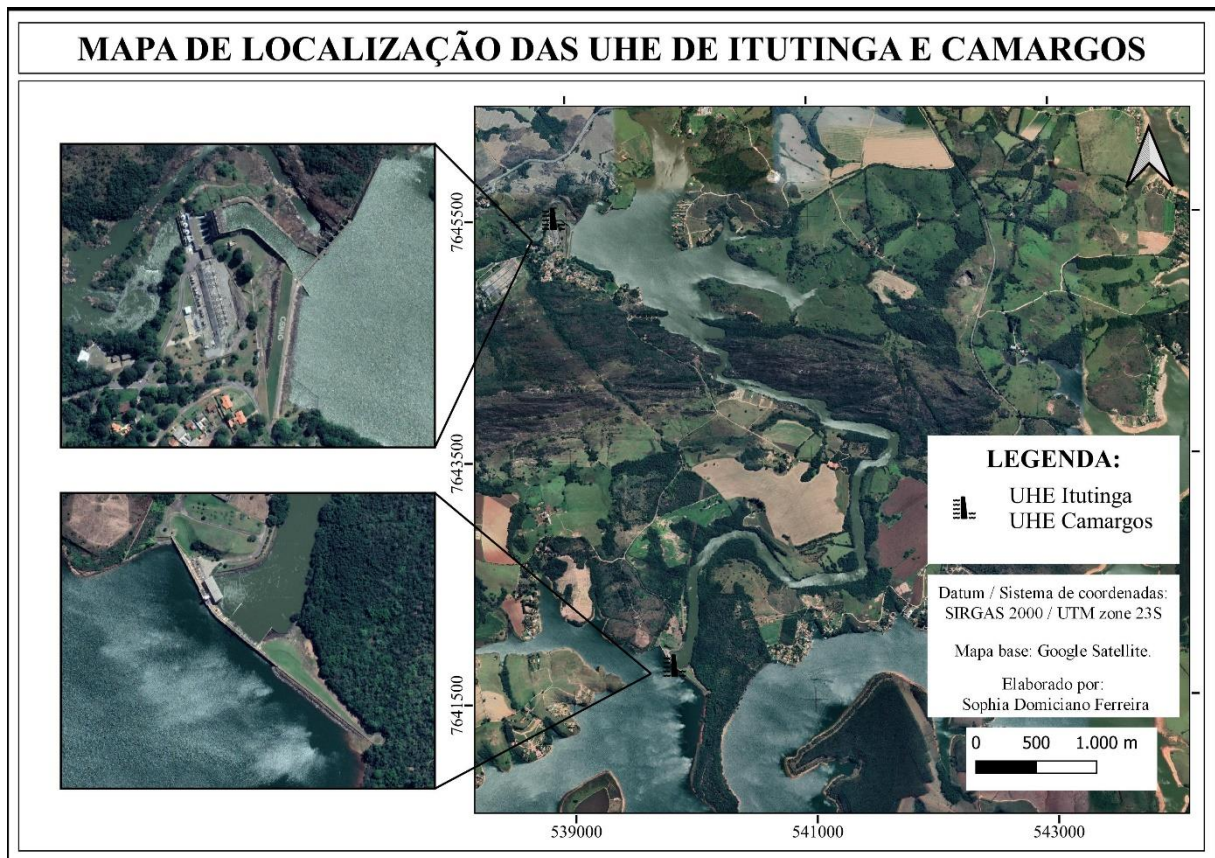 MAPA DE LOCALIZAÇÃO DAS UHE DE ITUTINGA E CAMARGOS
7645500
7643500
7641500
CEMIG
LEGENDA:
UHE Itutinga
UHE Camargos
Datum / Sistema de coordenadas:
SIRGAS 2000 / UTM zone 23S
Mapa base: Google Satellite.
Elaborado por:
Sophia Domiciano Ferreira
0 500 1.000 m
539000 541000 543000